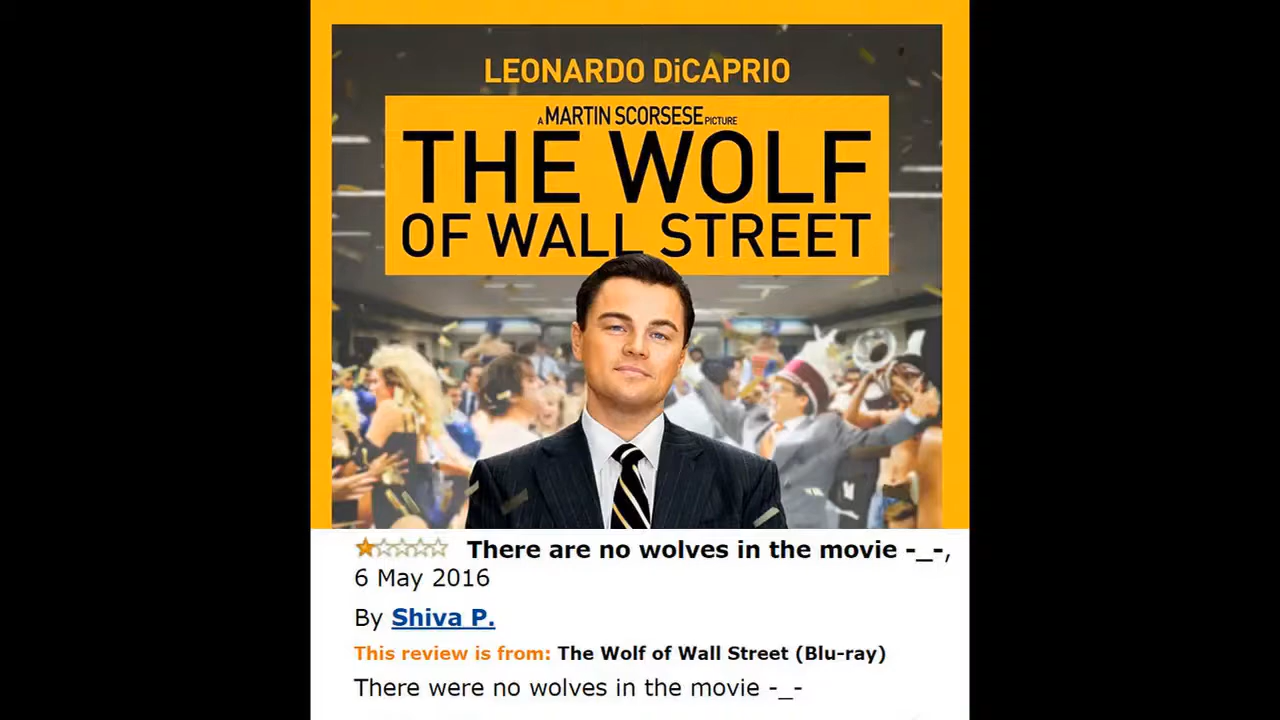 LEONARDO DiCAPRIO
A MARTIN SCORSESE PICTURE
THE WOLF
OF WALL STREET
There are no wolves in the movie -_-,
6 May 2016
By Shiva P.
This review is from: The Wolf of Wall Street (Blu-ray)
There were no wolves in the movie -_-